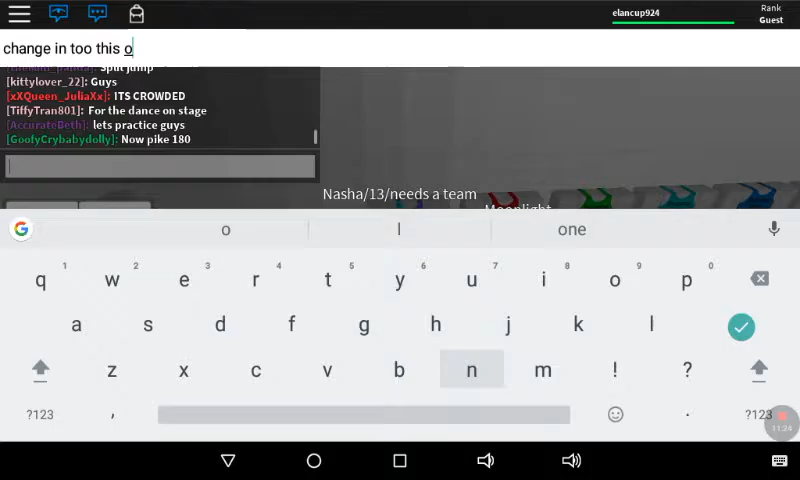 elancup924
Rank
Guest
change in too this o
Split jump
[kittylover_22]: Guys
[xXQueen_JuliaXx]: ITS CROWDED
[TiffyTran801]: For the dance on stage
[AccurateBeth]: lets practice guys
[GoofyCrybabydolly]: Now pike 180
Nasha/13/needs a team
Moonlight
G o l one
q 1 w 2 e 3 r 4 t 5 y 6 u 7 i 8 o 9 p 0
a s d f g h j k l
z x c v b n m ! ?
?123 , . ?123
11:24